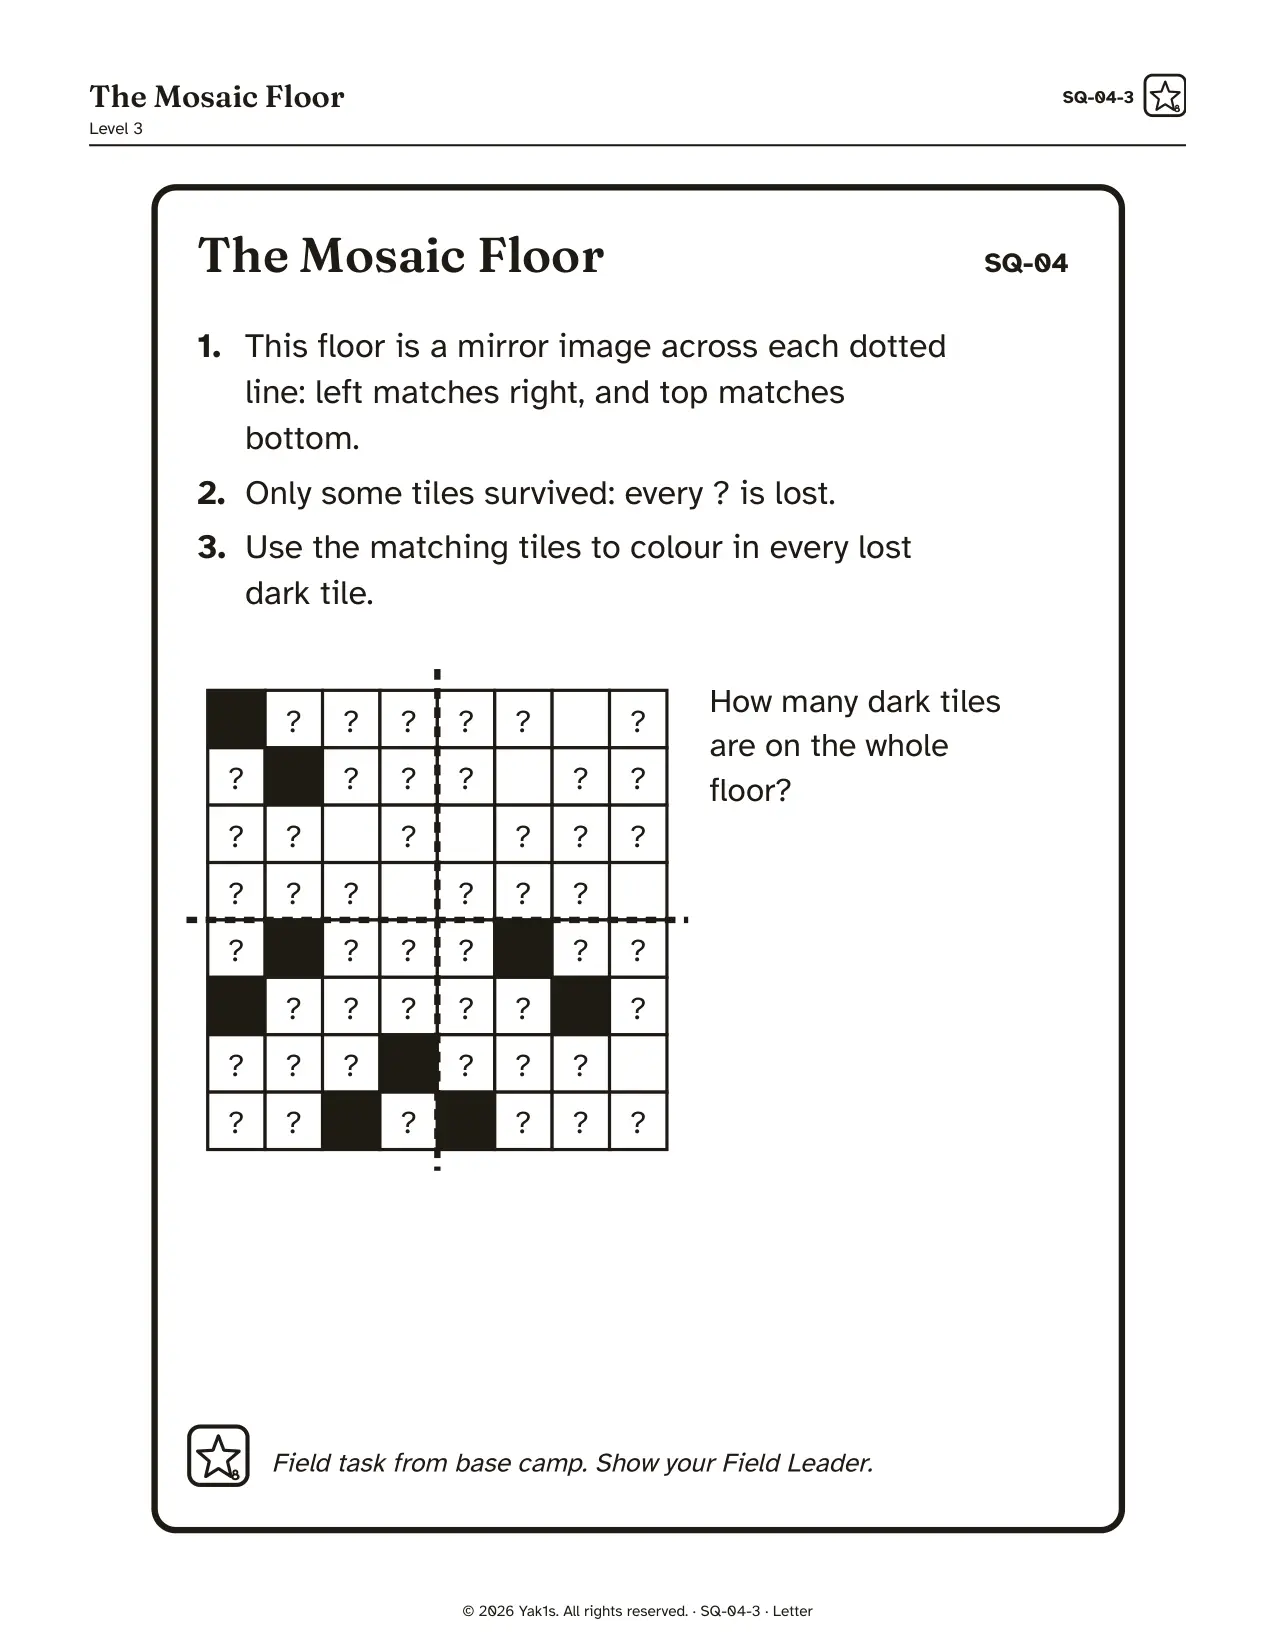 The Mosaic Floor
SQ-04-3
8
Level 3
The Mosaic Floor
SQ-04
1. This floor is a mirror image across each dotted
line: left matches right, and top matches
bottom.
2. Only some tiles survived: every ? is lost.
3. Use the matching tiles to colour in every lost
dark tile.
? ? ? ? ? ?
? ? ? ? ? ?
? ? ? ? ? ?
? ? ? ? ? ?
? ? ? ? ? ?
? ? ? ? ? ?
? ? ? ? ? ?
? ? ? ? ? ?
How many dark tiles
are on the whole
floor?
8
Field task from base camp. Show your Field Leader.
© 2026 Yak1s. All rights reserved. · SQ-04-3 · Letter